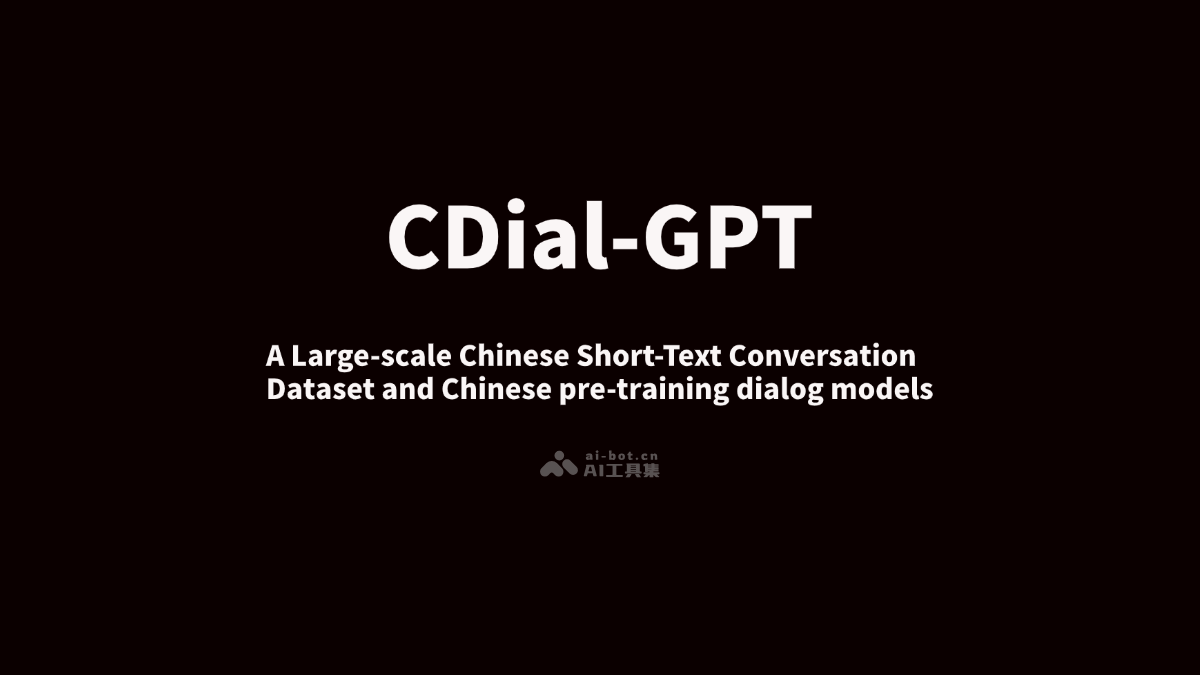 CDial-GPT
A Large-scale Chinese Short-Text Conversation
Dataset and Chinese pre-training dialog models
ai-bot.cn
AI工具集